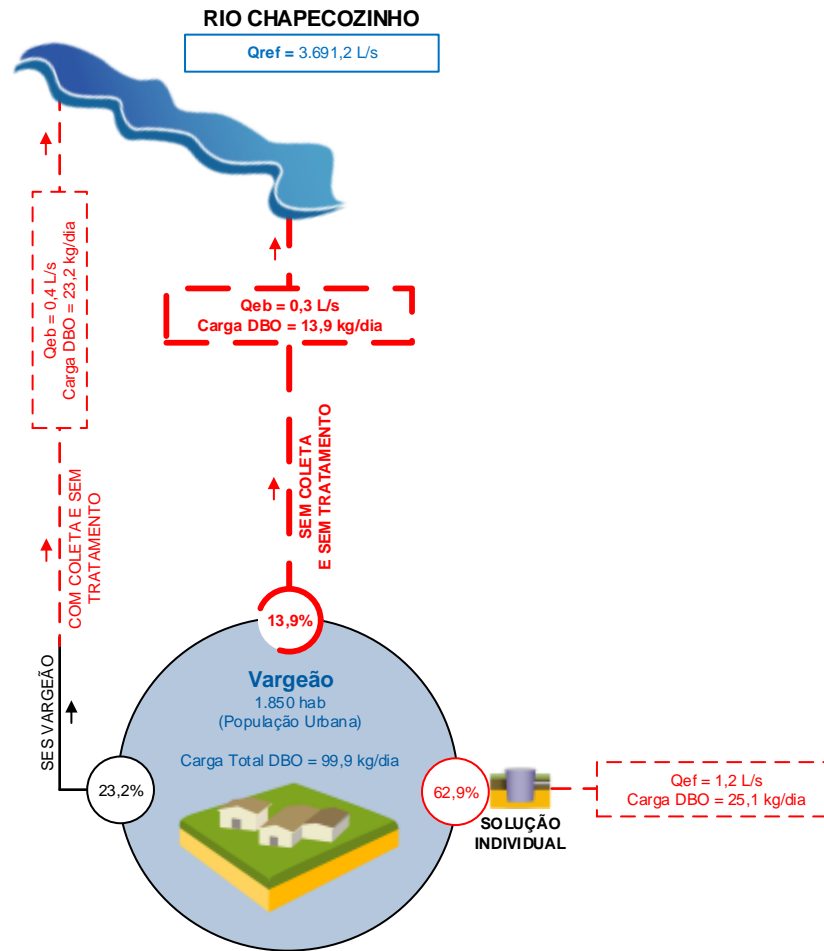 RIO CHAPECOZINHO
Qref = 3.691,2 L/s
Qeb = 0,4 L/s
Carga DBO = 23,2 kg/dia
Qeb = 0,3 L/s
Carga DBO = 13,9 kg/dia
COM COLETA E SEM
TRATAMENTO
SEM COLETA
E SEM TRATAMENTO
SES VARGEÃO
13,9%
Vargeão
1.850 hab
(População Urbana)
Carga Total DBO = 99,9 kg/dia
23,2%
62,9%
SOLUÇÃO
INDIVIDUAL
Qef = 1,2 L/s
Carga DBO = 25,1 kg/dia